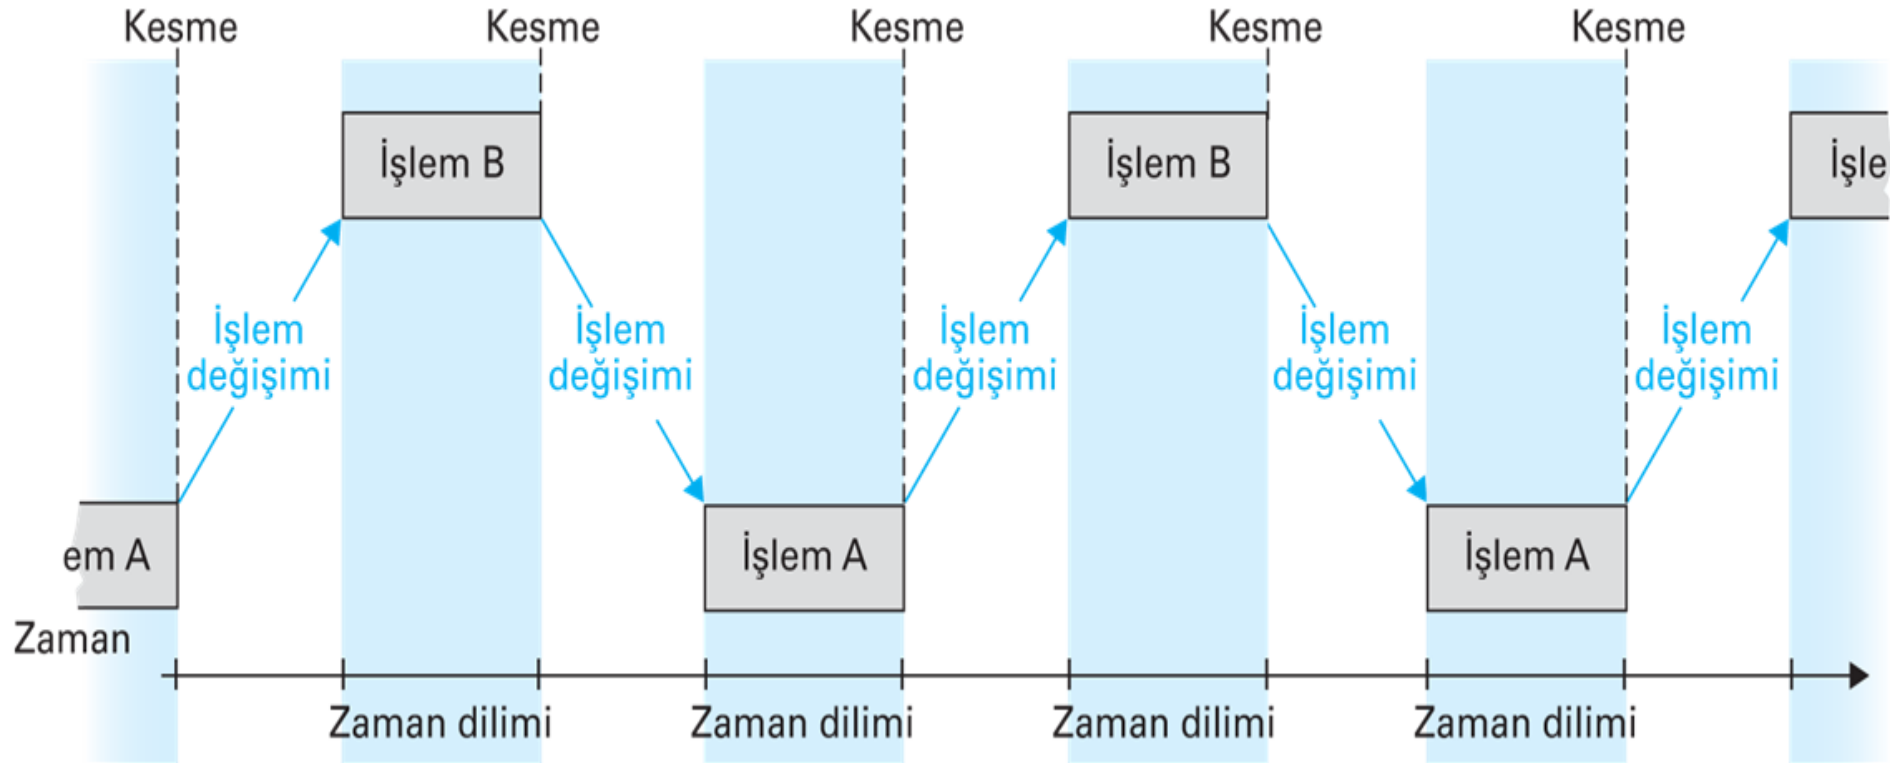 Kesme Kesme Kesme Kesme Kesme
İşlem B İşlem B İşle
İşlem İşlem İşlem İşlem İşlem
değişimi değişimi değişimi değişimi değişimi
em A İşlem A İşlem A
Zaman
Zaman dilimi Zaman dilimi Zaman dilimi Zaman dilimi